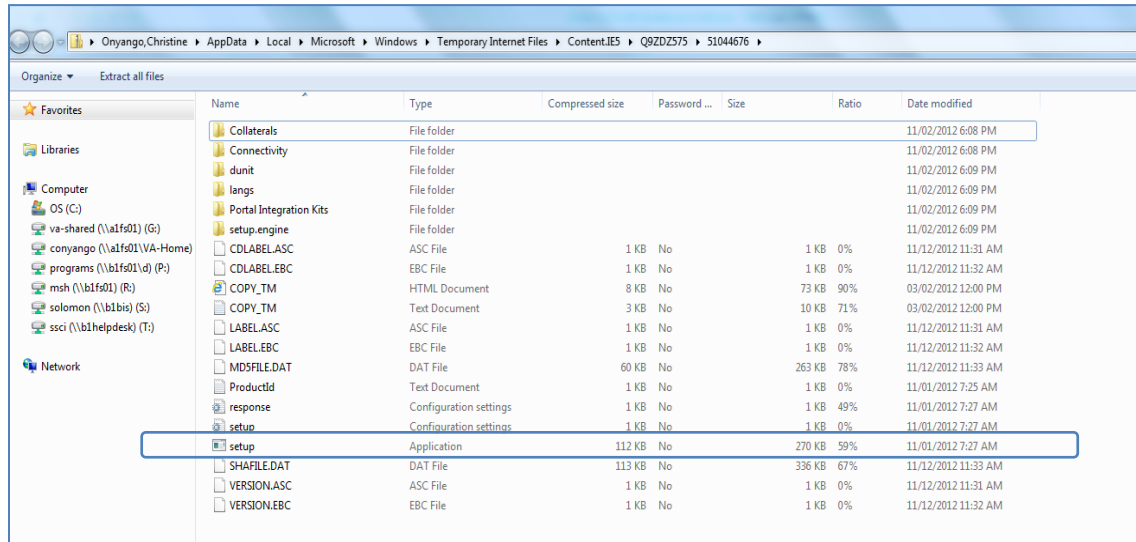 Onyango,Christine ▸ AppData ▸ Local ▸ Microsoft ▸ Windows ▸ Temporary Internet Files ▸ Content.IE5 ▸ Q9ZDZ575 ▸ 51044676 ▸
Organize Extract all files
Favorites
Libraries
Computer
OS (C:)
va-shared (\\a1fs01) (G:)
conyango (\\a1fs01\VA-Home)
programs (\\b1fs01\d) (P:)
msh (\\b1fs01) (R:)
solomon (\\b1bis) (S:)
ssci (\\b1helpdesk) (T:)
Network
Name Type Compressed size Password ... Size Ratio Date modified
Collaterals File folder 11/02/2012 6:08 PM
Connectivity File folder 11/02/2012 6:08 PM
dunit File folder 11/02/2012 6:09 PM
langs File folder 11/02/2012 6:09 PM
Portal Integration Kits File folder 11/02/2012 6:09 PM
setup.engine File folder 11/02/2012 6:09 PM
CDLABEL.ASC ASC File 1 KB No 1 KB 0% 11/12/2012 11:31 AM
CDLABEL.EBC EBC File 1 KB No 1 KB 0% 11/12/2012 11:32 AM
COPY_TM HTML Document 8 KB No 73 KB 90% 03/02/2012 12:00 PM
COPY_TM Text Document 3 KB No 10 KB 71% 03/02/2012 12:00 PM
LABEL.ASC ASC File 1 KB No 1 KB 0% 11/12/2012 11:31 AM
LABEL.EBC EBC File 1 KB No 1 KB 0% 11/12/2012 11:32 AM
MD5FILE.DAT DAT File 60 KB No 263 KB 78% 11/12/2012 11:33 AM
ProductId Text Document 1 KB No 1 KB 0% 11/01/2012 7:25 AM
response Configuration settings 1 KB No 1 KB 49% 11/01/2012 7:27 AM
setup Configuration settings 1 KB No 1 KB 0% 11/01/2012 7:27 AM
setup Application 112 KB No 270 KB 59% 11/01/2012 7:27 AM
SHAFILE.DAT DAT File 113 KB No 336 KB 67% 11/12/2012 11:33 AM
VERSION.ASC ASC File 1 KB No 1 KB 0% 11/12/2012 11:31 AM
VERSION.EBC EBC File 1 KB No 1 KB 0% 11/12/2012 11:32 AM